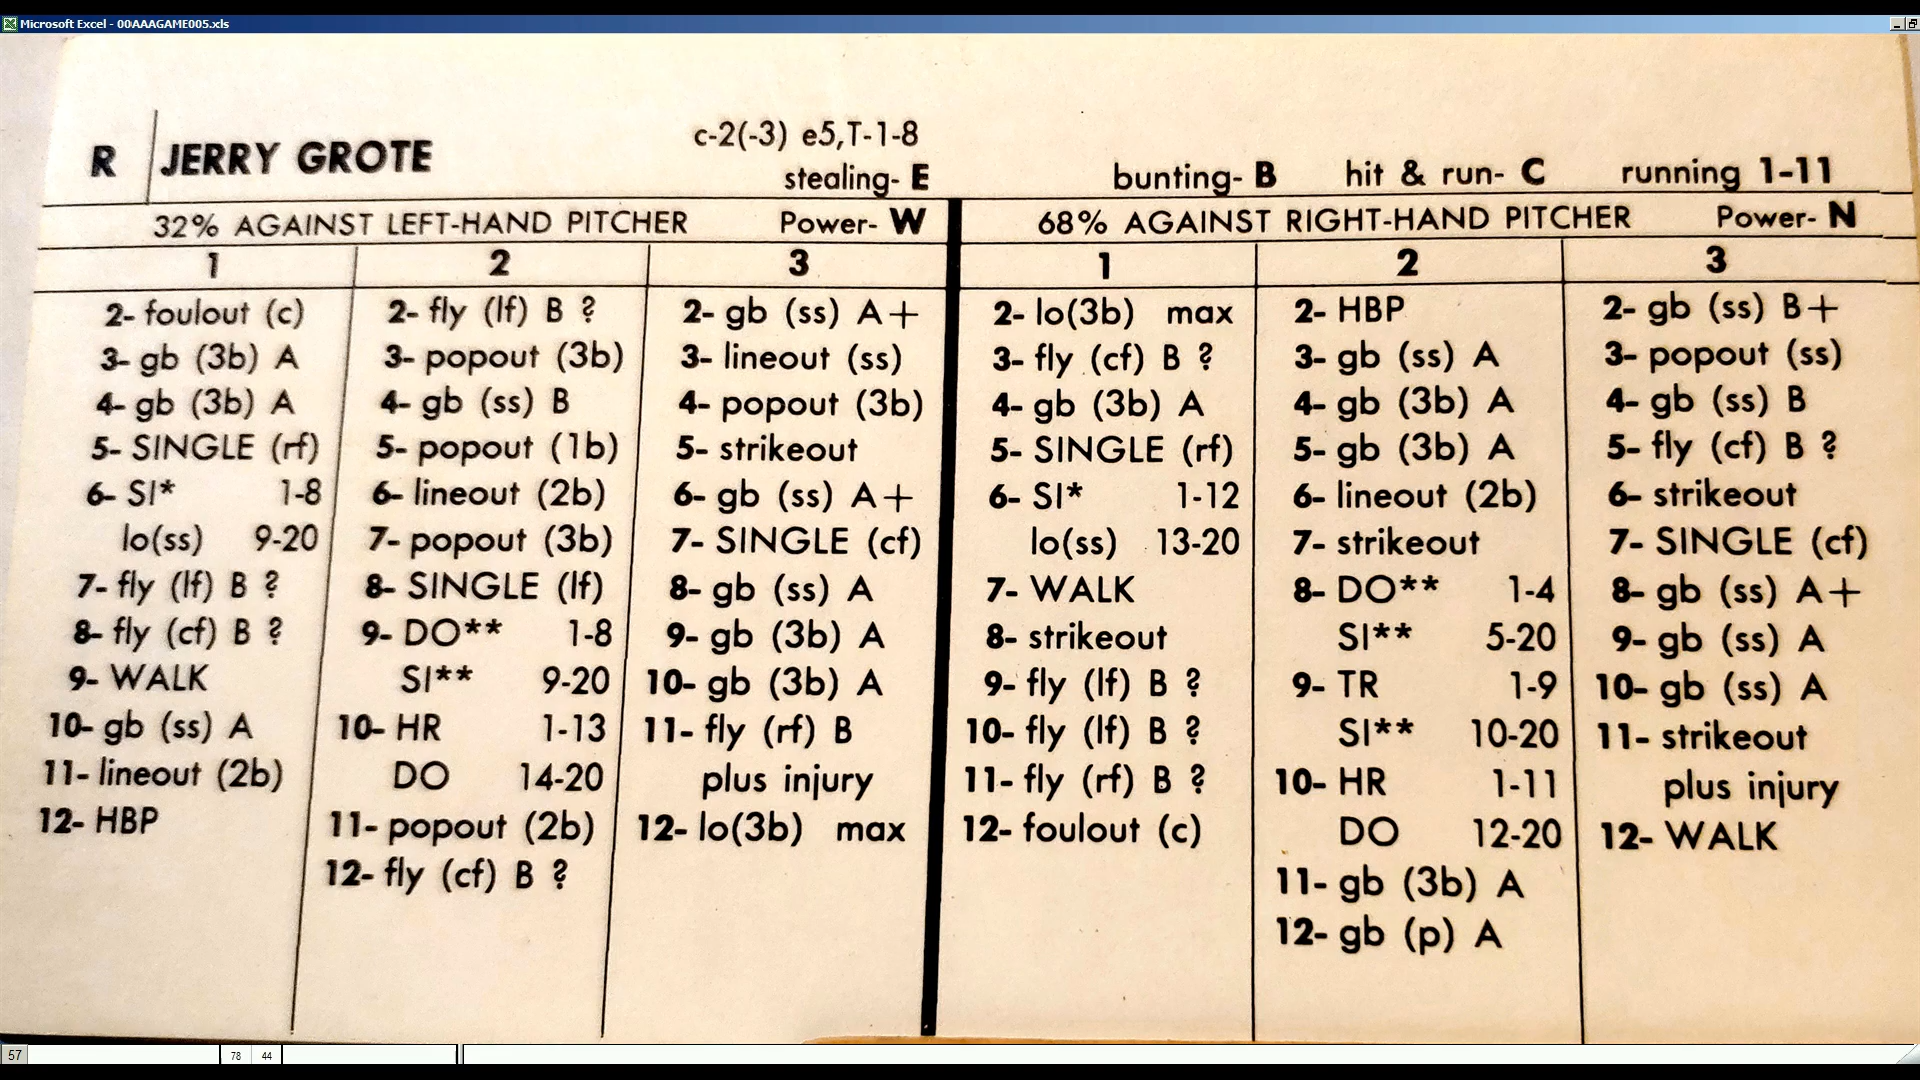 Microsoft Excel - 00AAAGAME005.xls
R JERRY GROTE
c-2(-3) e5,T-1-8
stealing- E
bunting- B hit & run- C running 1-11
32% AGAINST LEFT-HAND PITCHER Power- W
1 2 3
2- foulout (c)
3- gb (3b) A
4- gb (3b) A
5- SINGLE (rf)
6- SI* 1-8
lo(ss) 9-20
7- fly (lf) B ?
8- fly (cf) B ?
9- WALK
10- gb (ss) A
11- lineout (2b)
12- HBP
2- fly (lf) B ?
3- popout (3b)
4- gb (ss) B
5- popout (1b)
6- lineout (2b)
7- popout (3b)
8- SINGLE (lf)
9- DO** 1-8
SI** 9-20
10- HR 1-13
DO 14-20
11- popout (2b)
12- fly (cf) B ?
2- gb (ss) A+
3- lineout (ss)
4- popout (3b)
5- strikeout
6- gb (ss) A+
7- SINGLE (cf)
8- gb (ss) A
9- gb (3b) A
10- gb (3b) A
11- fly (rf) B
plus injury
12- lo(3b) max
68% AGAINST RIGHT-HAND PITCHER Power- N
1 2 3
2- lo(3b) max
3- fly (cf) B ?
4- gb (3b) A
5- SINGLE (rf)
6- SI* 1-12
lo(ss) 13-20
7- WALK
8- strikeout
9- fly (lf) B ?
10- fly (lf) B ?
11- fly (rf) B ?
12- foulout (c)
2- HBP
3- gb (ss) A
4- gb (3b) A
5- gb (3b) A
6- lineout (2b)
7- strikeout
8- DO** 1-4
SI** 5-20
9- TR 1-9
SI** 10-20
10- HR 1-11
DO 12-20
11- gb (3b) A
12- gb (p) A
2- gb (ss) B+
3- popout (ss)
4- gb (ss) B
5- fly (cf) B ?
6- strikeout
7- SINGLE (cf)
8- gb (ss) A+
9- gb (ss) A
10- gb (ss) A
11- strikeout
plus injury
12- WALK
57 78 44